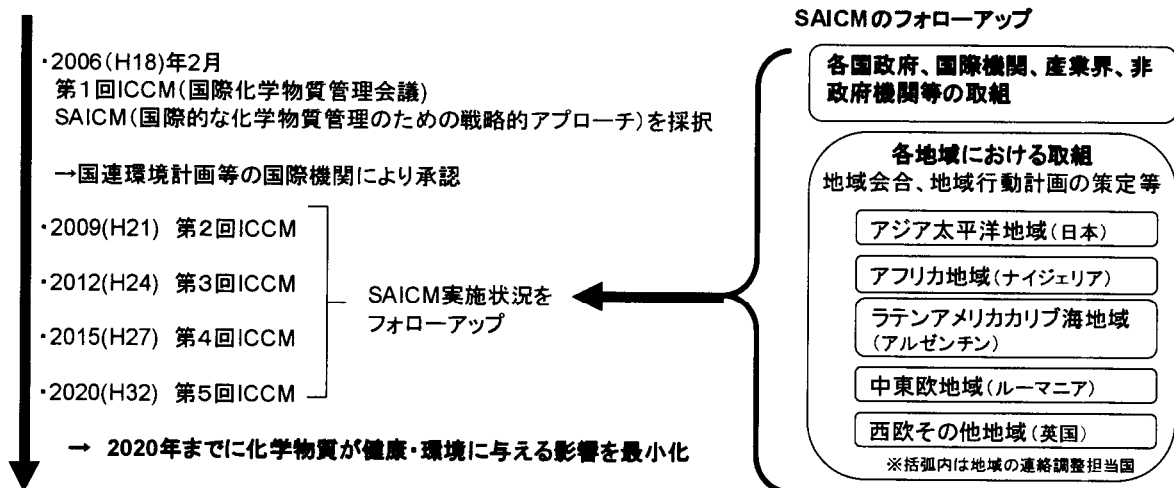 ・2006(H18)年2月
第1回ICCM(国際化学物質管理会議)
SAICM(国際的な化学物質管理のための戦略的アプローチ)を採択
→国連環境計画等の国際機関により承認
・2009(H21) 第2回ICCM
・2012(H24) 第3回ICCM
・2015(H27) 第4回ICCM
・2020(H32) 第5回ICCM
SAICM実施状況を
フォローアップ
→ 2020年までに化学物質が健康・環境に与える影響を最小化
SAICMのフォローアップ
各国政府、国際機関、産業界、非
政府機関等の取組
各地域における取組
地域会合、地域行動計画の策定等
アジア太平洋地域(日本)
アフリカ地域(ナイジェリア)
ラテンアメリカカリブ海地域
(アルゼンチン)
中東欧地域(ルーマニア)
西欧その他地域(英国)
※括弧内は地域の連絡調整担当国